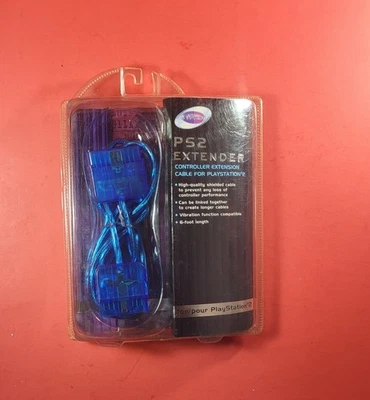 PS2
EXTENDER
CONTROLLER EXTENSION
CABLE FOR PLAYSTATION®2
• High-quality shielded cable
to prevent any loss of
controller performance
• Can be linked together
to create longer cables
• Vibration function compatible
• 6-foot length
pour PlayStation®2